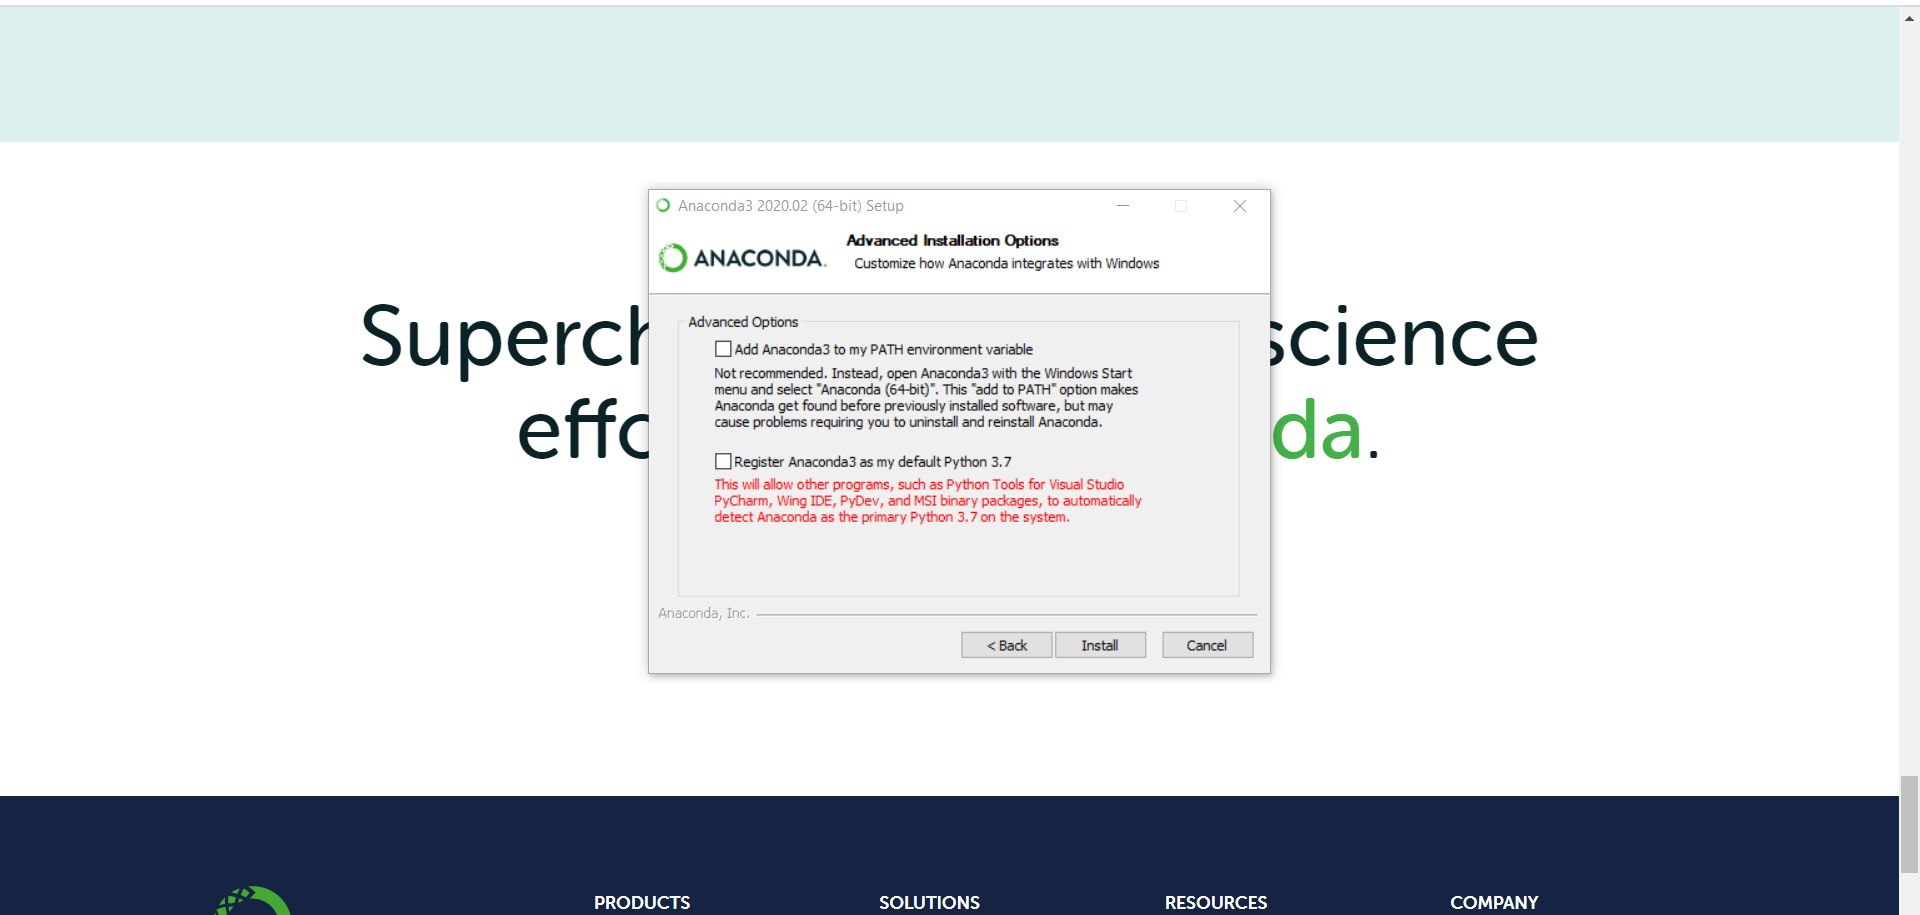 Anaconda3 2020.02 (64-bit) Setup
ANACONDA.
Advanced Installation Options
Customize how Anaconda integrates with Windows
Advanced Options
Add Anaconda3 to my PATH environment variable
Not recommended. Instead, open Anaconda3 with the Windows Start
menu and select "Anaconda (64-bit)". This "add to PATH" option makes
Anaconda get found before previously installed software, but may
cause problems requiring you to uninstall and reinstall Anaconda.
Register Anaconda3 as my default Python 3.7
This will allow other programs, such as Python Tools for Visual Studio
PyCharm, Wing IDE, PyDev, and MSI binary packages, to automatically
detect Anaconda as the primary Python 3.7 on the system.
Anaconda, Inc.
< Back Install Cancel
science
da.
PRODUCTS SOLUTIONS RESOURCES COMPANY